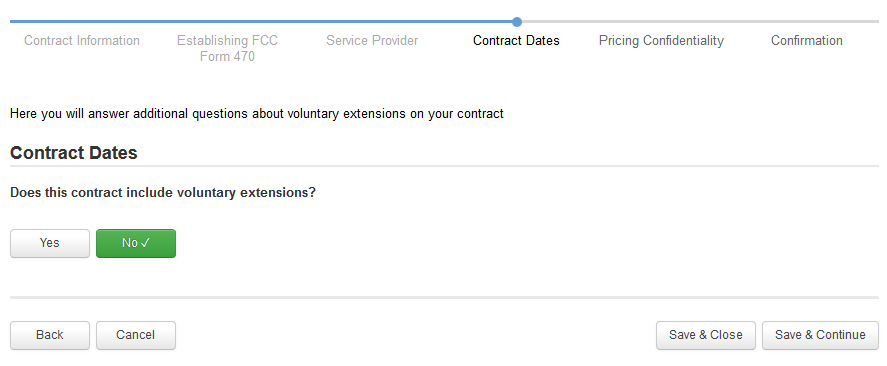 Contract Information
Establishing FCC
Form 470
Service Provider
Contract Dates
Pricing Confidentiality
Confirmation
Here you will answer additional questions about voluntary extensions on your contract
Contract Dates
Does this contract include voluntary extensions?
Yes
No ✓
Back
Cancel
Save & Close
Save & Continue